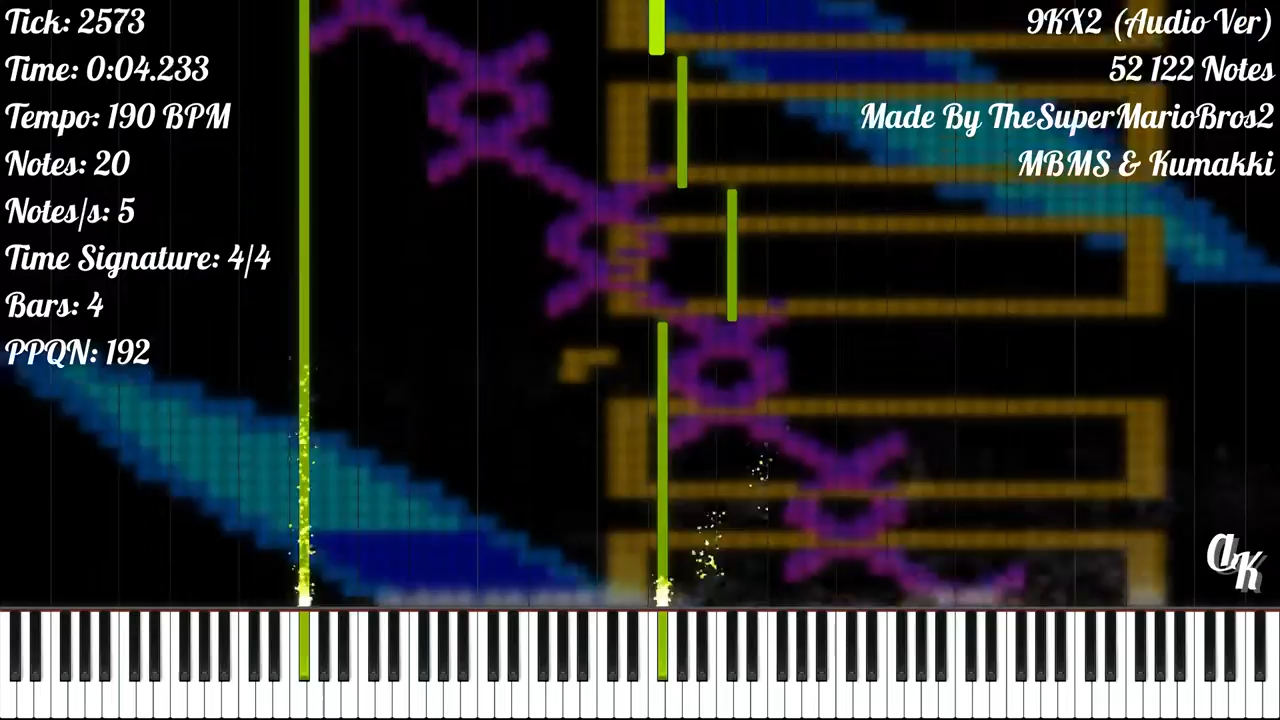 Tick: 2573
Time: 0:04.233
Tempo: 190 BPM
Notes: 20
Notes/s: 5
Time Signature: 4/4
Bars: 4
PPQN: 192
9KX2 (Audio Ver)
52 122 Notes
Made By TheSuperMarioBros2
MBMS & Kumakki
aK